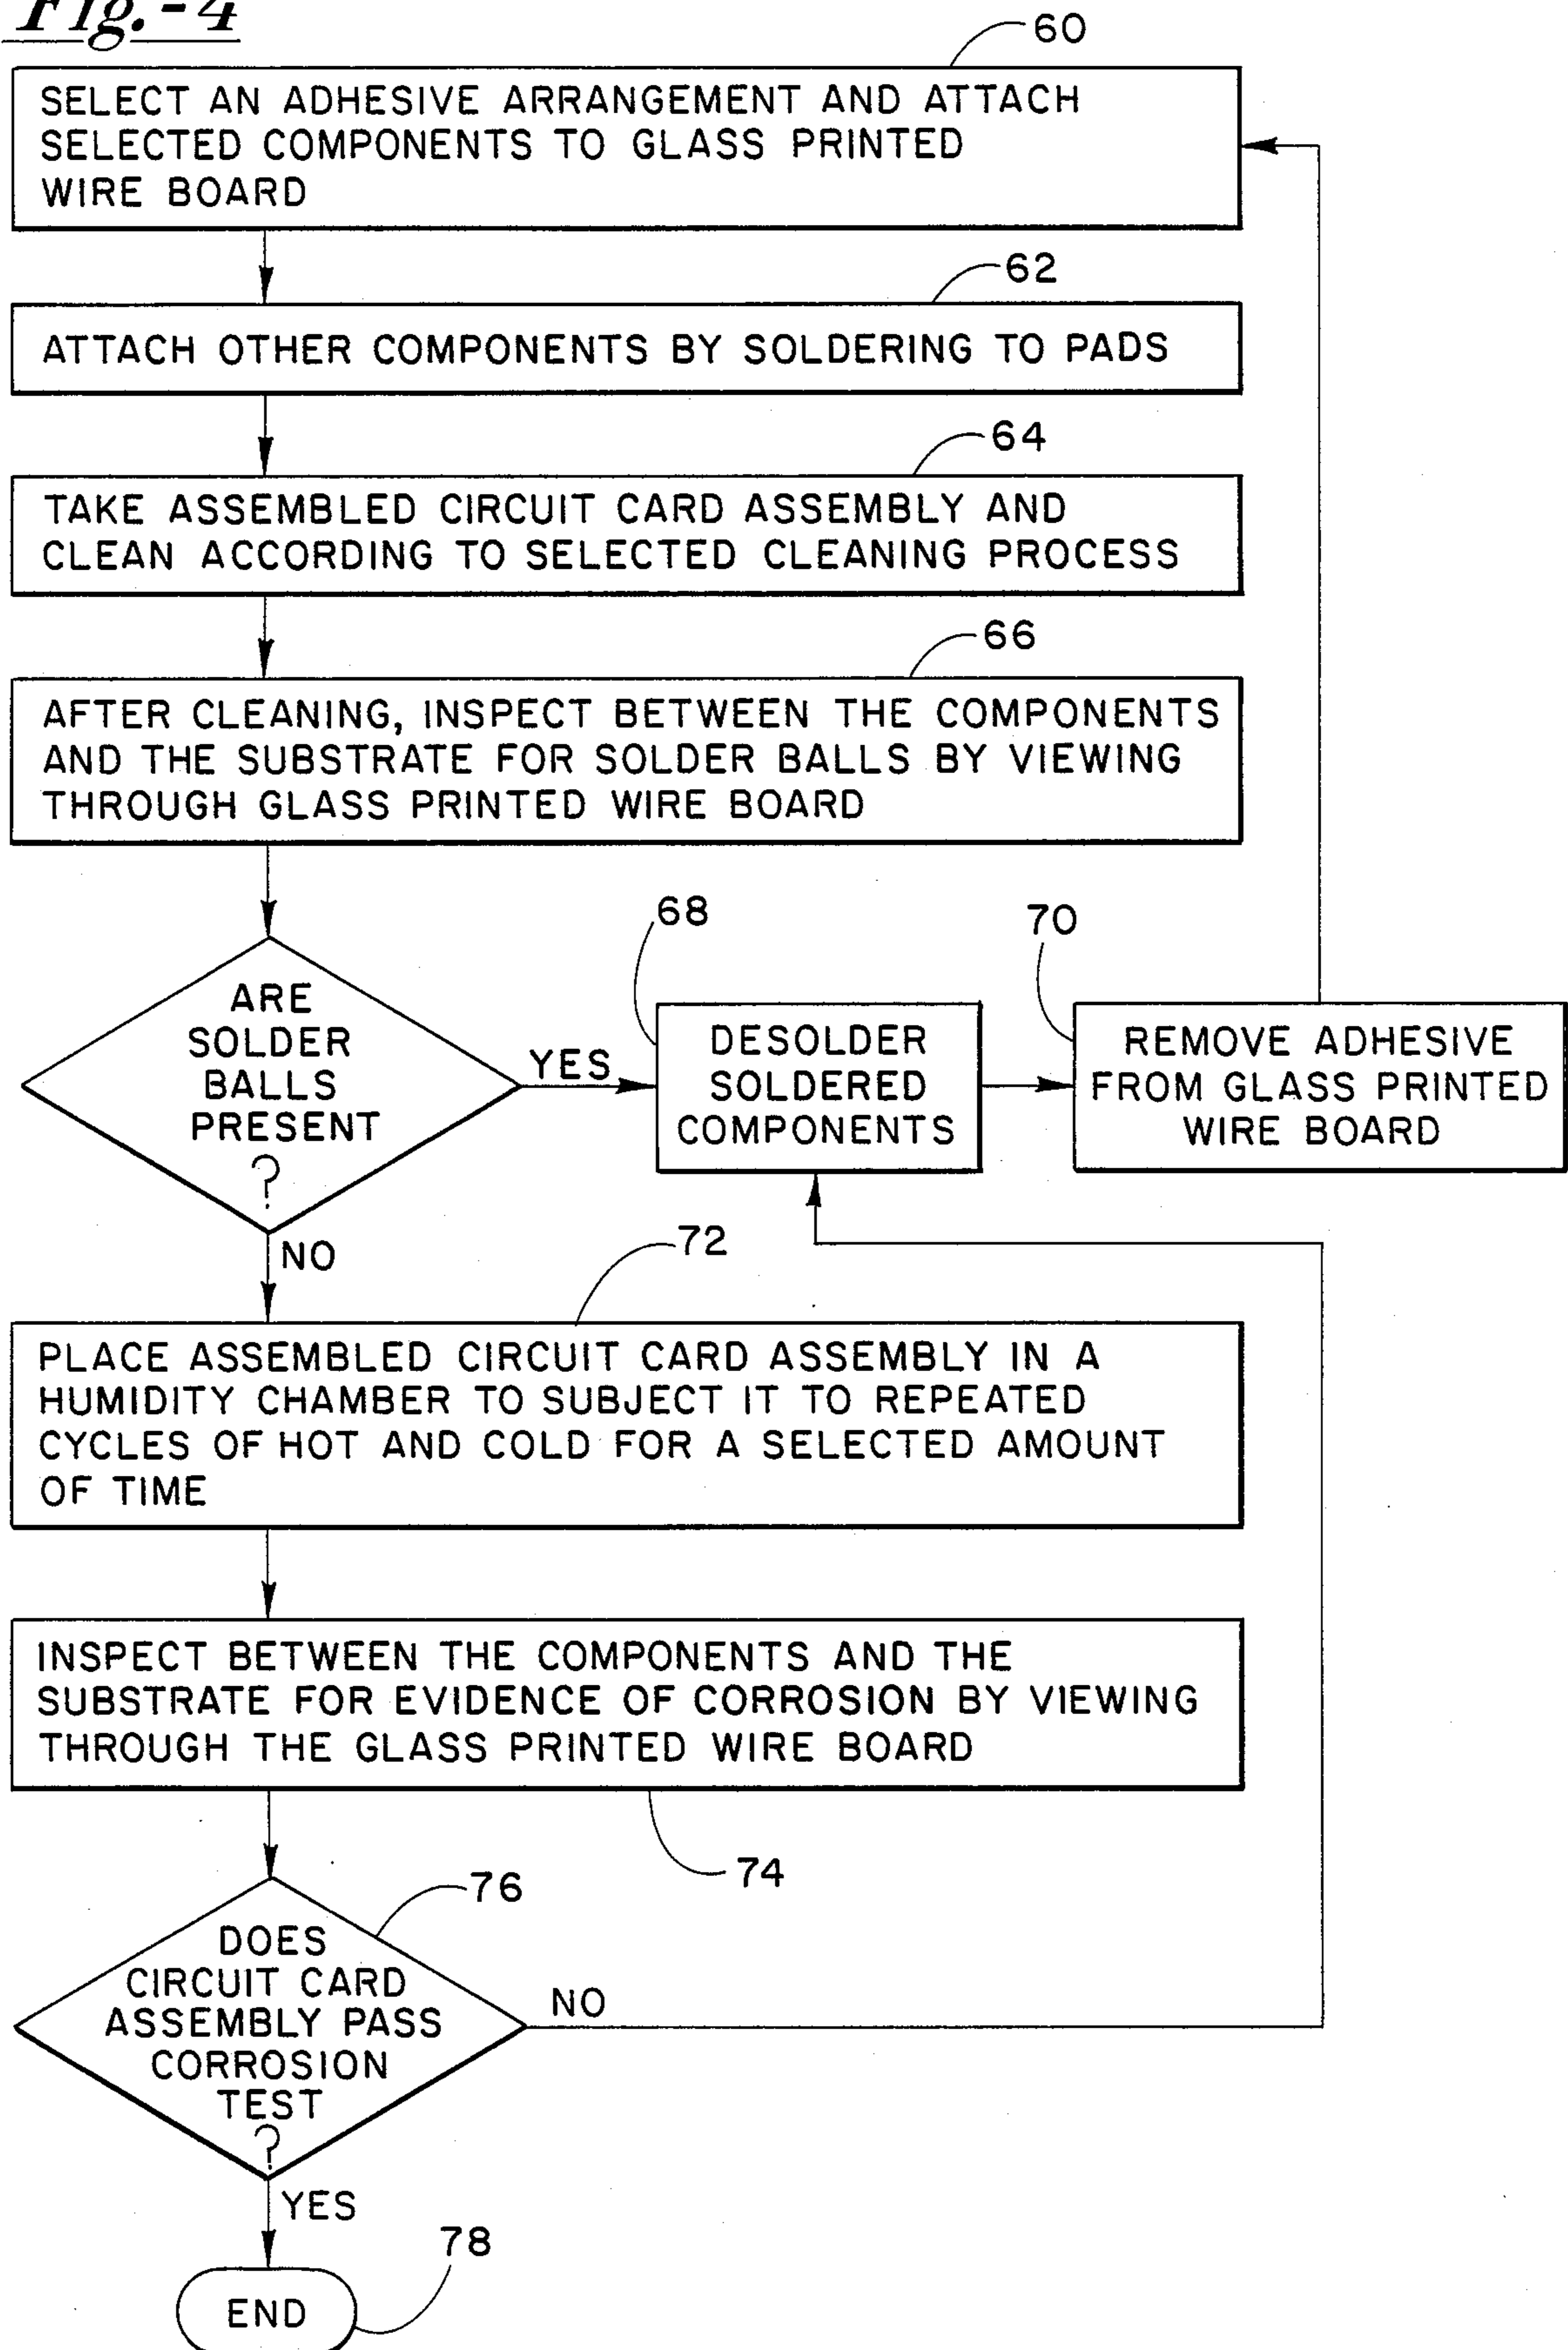 Fig.-4
60
SELECT AN ADHESIVE ARRANGEMENT AND ATTACH
SELECTED COMPONENTS TO GLASS PRINTED
WIRE BOARD
62
ATTACH OTHER COMPONENTS BY SOLDERING TO PADS
64
TAKE ASSEMBLED CIRCUIT CARD ASSEMBLY AND
CLEAN ACCORDING TO SELECTED CLEANING PROCESS
66
AFTER CLEANING, INSPECT BETWEEN THE COMPONENTS
AND THE SUBSTRATE FOR SOLDER BALLS BY VIEWING
THROUGH GLASS PRINTED WIRE BOARD
ARE
SOLDER
BALLS
PRESENT
?
YES
68
DESOLDER
SOLDERED
COMPONENTS
70
REMOVE ADHESIVE
FROM GLASS PRINTED
WIRE BOARD
NO
72
PLACE ASSEMBLED CIRCUIT CARD ASSEMBLY IN A
HUMIDITY CHAMBER TO SUBJECT IT TO REPEATED
CYCLES OF HOT AND COLD FOR A SELECTED AMOUNT
OF TIME
INSPECT BETWEEN THE COMPONENTS AND THE
SUBSTRATE FOR EVIDENCE OF CORROSION BY VIEWING
THROUGH THE GLASS PRINTED WIRE BOARD
74
76
DOES
CIRCUIT CARD
ASSEMBLY PASS
CORROSION
TEST
?
NO
YES
78
END